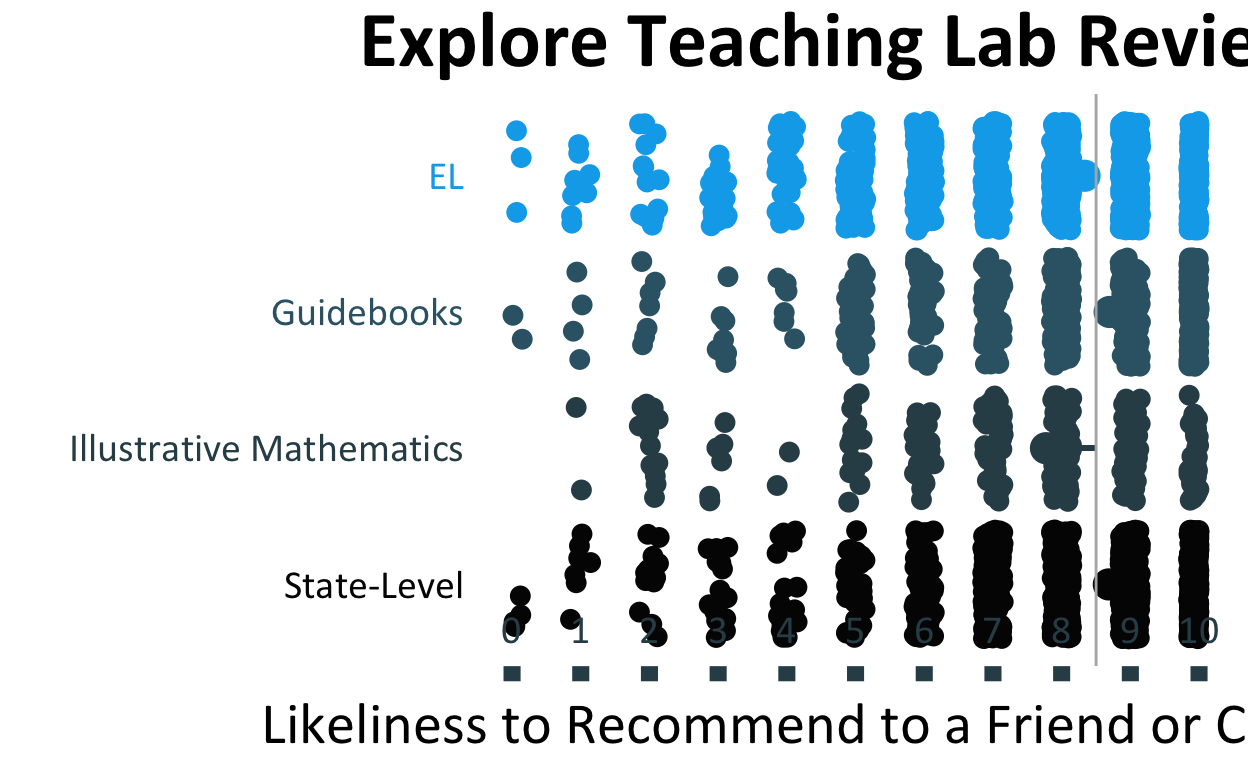 Explore Teaching Lab Revie
EL
Guidebooks
Illustrative Mathematics
State-Level
0 1 2 3 4 5 6 7 8 9 10
Likeliness to Recommend to a Friend or C